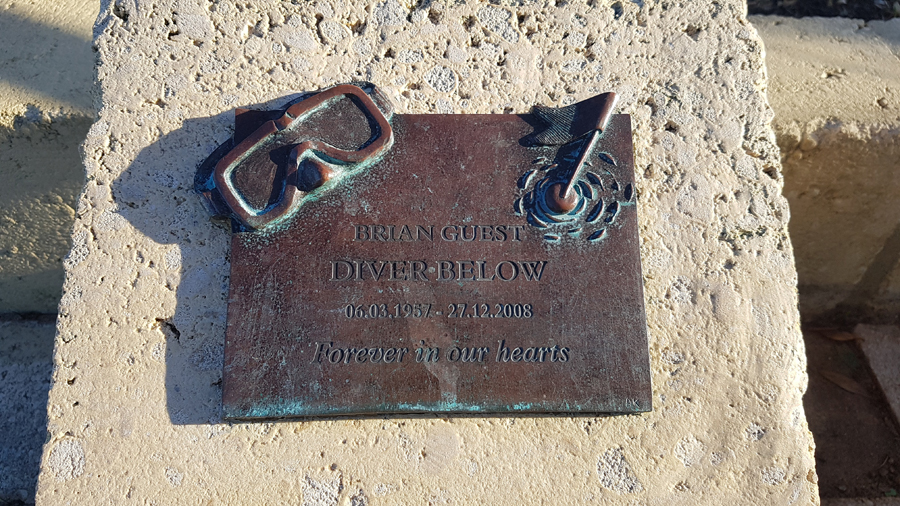 BRIAN GUEST
DIVER·BELOW
06.03.1957 - 27.12.2008
Forever in our hearts